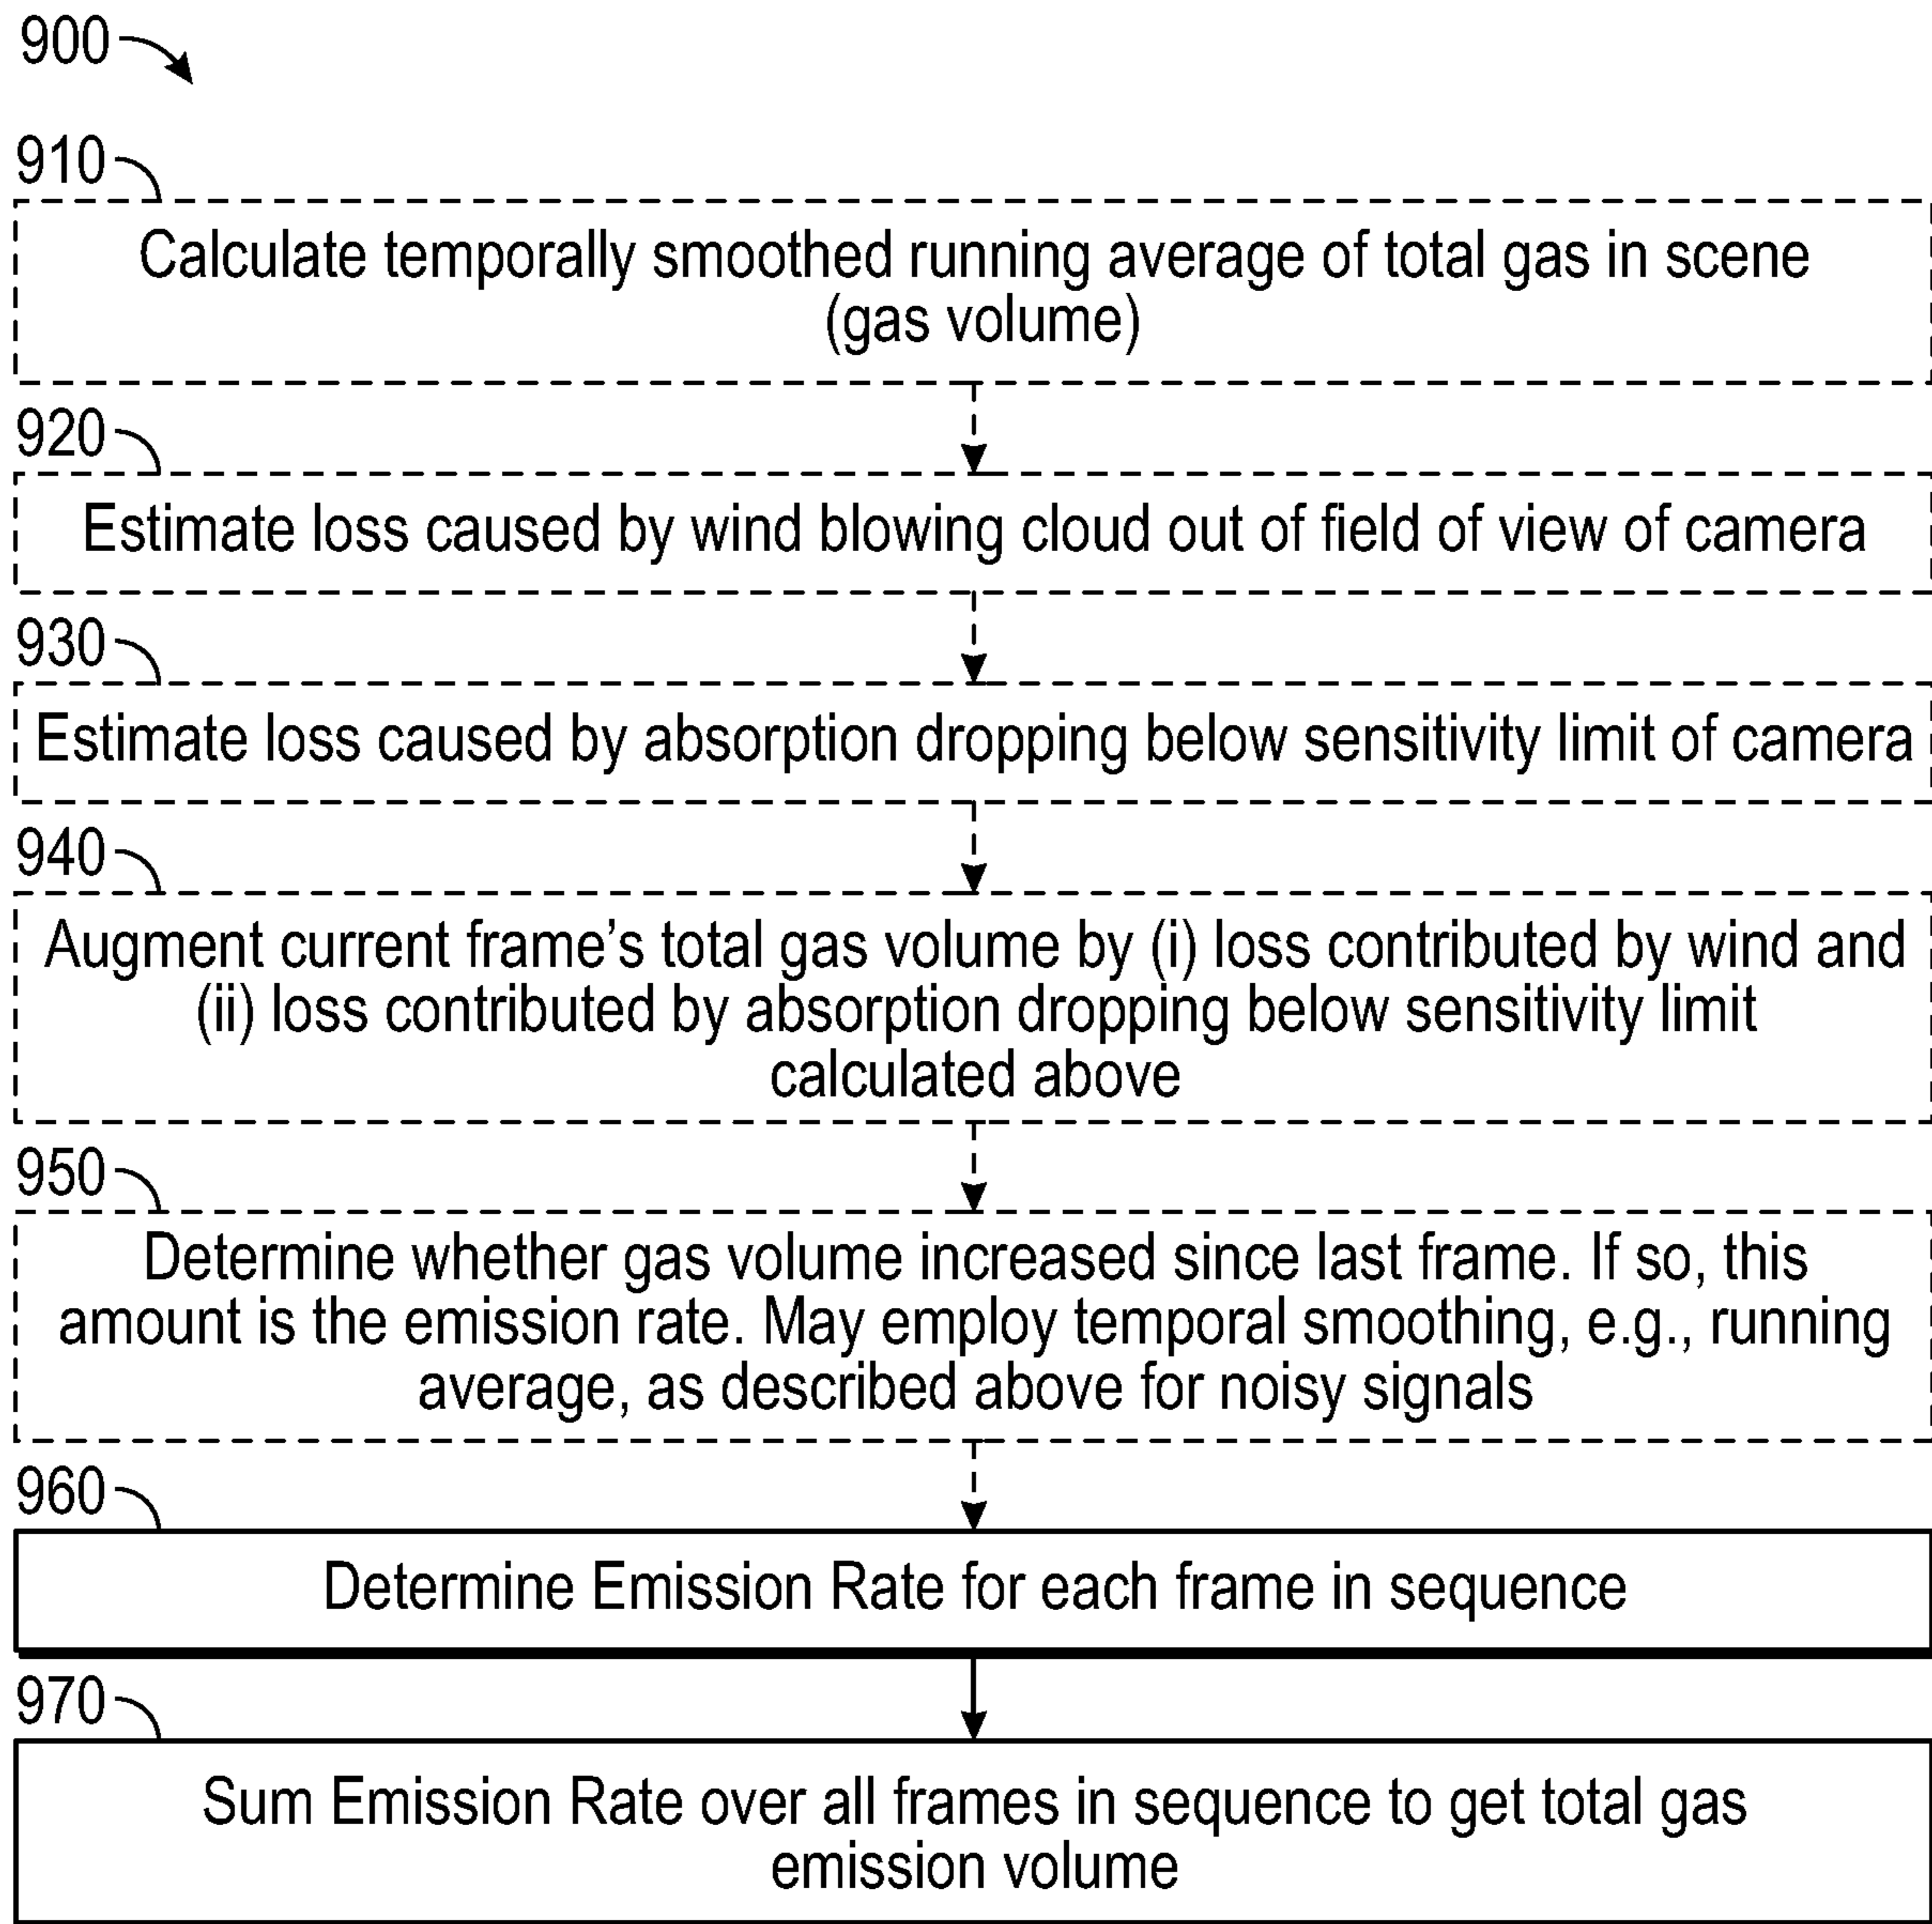 900
910
Calculate temporally smoothed running average of total gas in scene
(gas volume)
920
Estimate loss caused by wind blowing cloud out of field of view of camera
930
Estimate loss caused by absorption dropping below sensitivity limit of camera
940
Augment current frame’s total gas volume by (i) loss contributed by wind and
(ii) loss contributed by absorption dropping below sensitivity limit
calculated above
950
Determine whether gas volume increased since last frame. If so, this
amount is the emission rate. May employ temporal smoothing, e.g., running
average, as described above for noisy signals
960
Determine Emission Rate for each frame in sequence
970
Sum Emission Rate over all frames in sequence to get total gas
emission volume